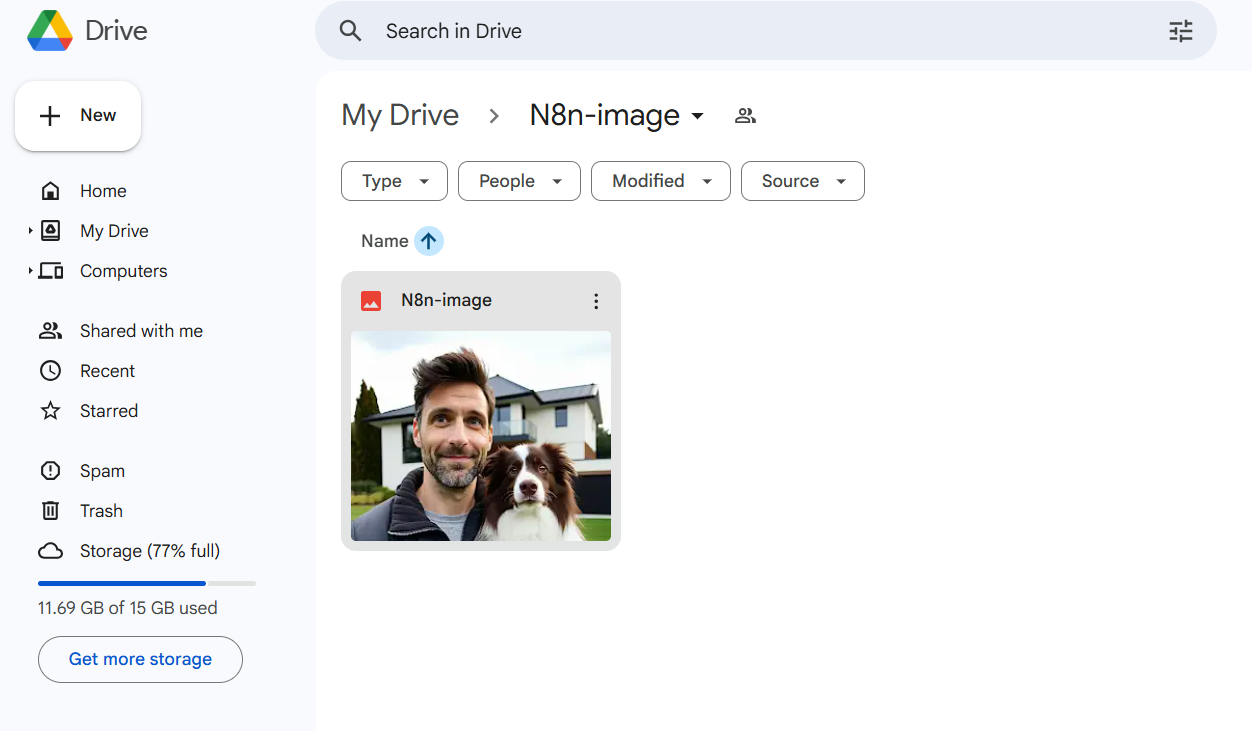 Drive
Search in Drive
New
Home
My Drive
Computers
Shared with me
Recent
Starred
Spam
Trash
Storage (77% full)
11.69 GB of 15 GB used
Get more storage
My Drive N8n-image
Type People Modified Source
Name
N8n-image